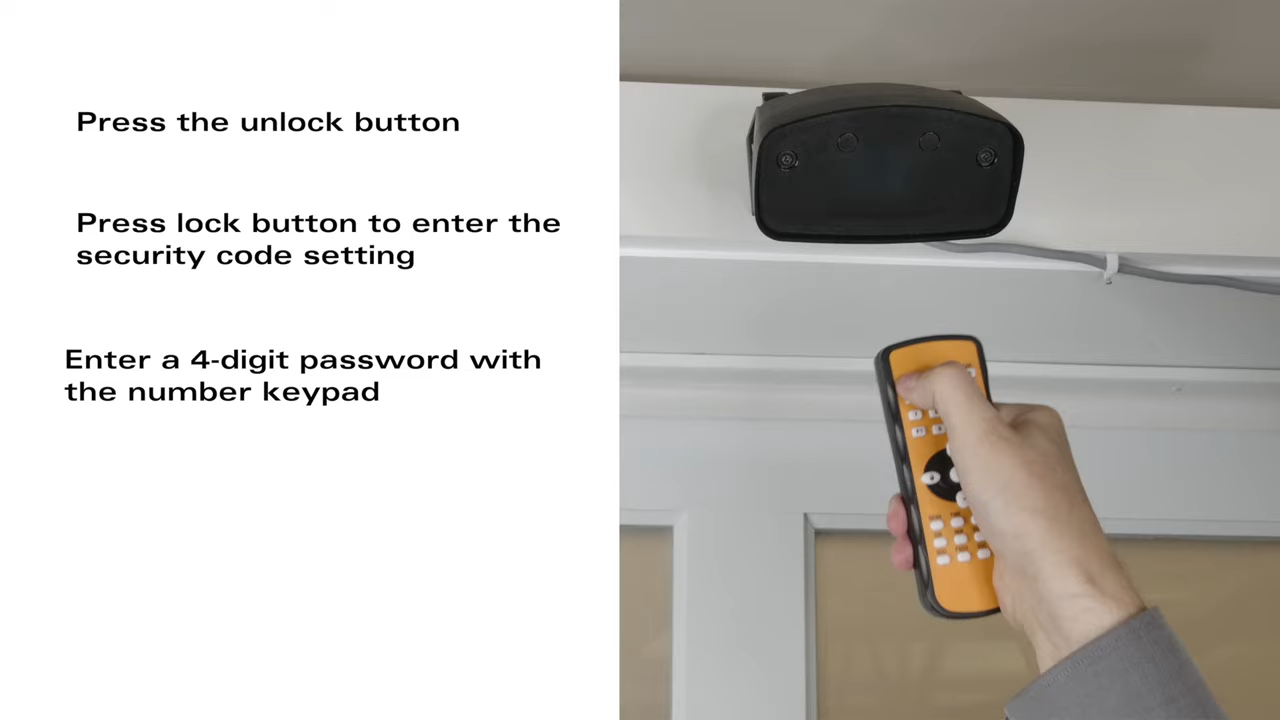 Press the unlock button
Press lock button to enter the
security code setting
Enter a 4-digit password with
the number keypad